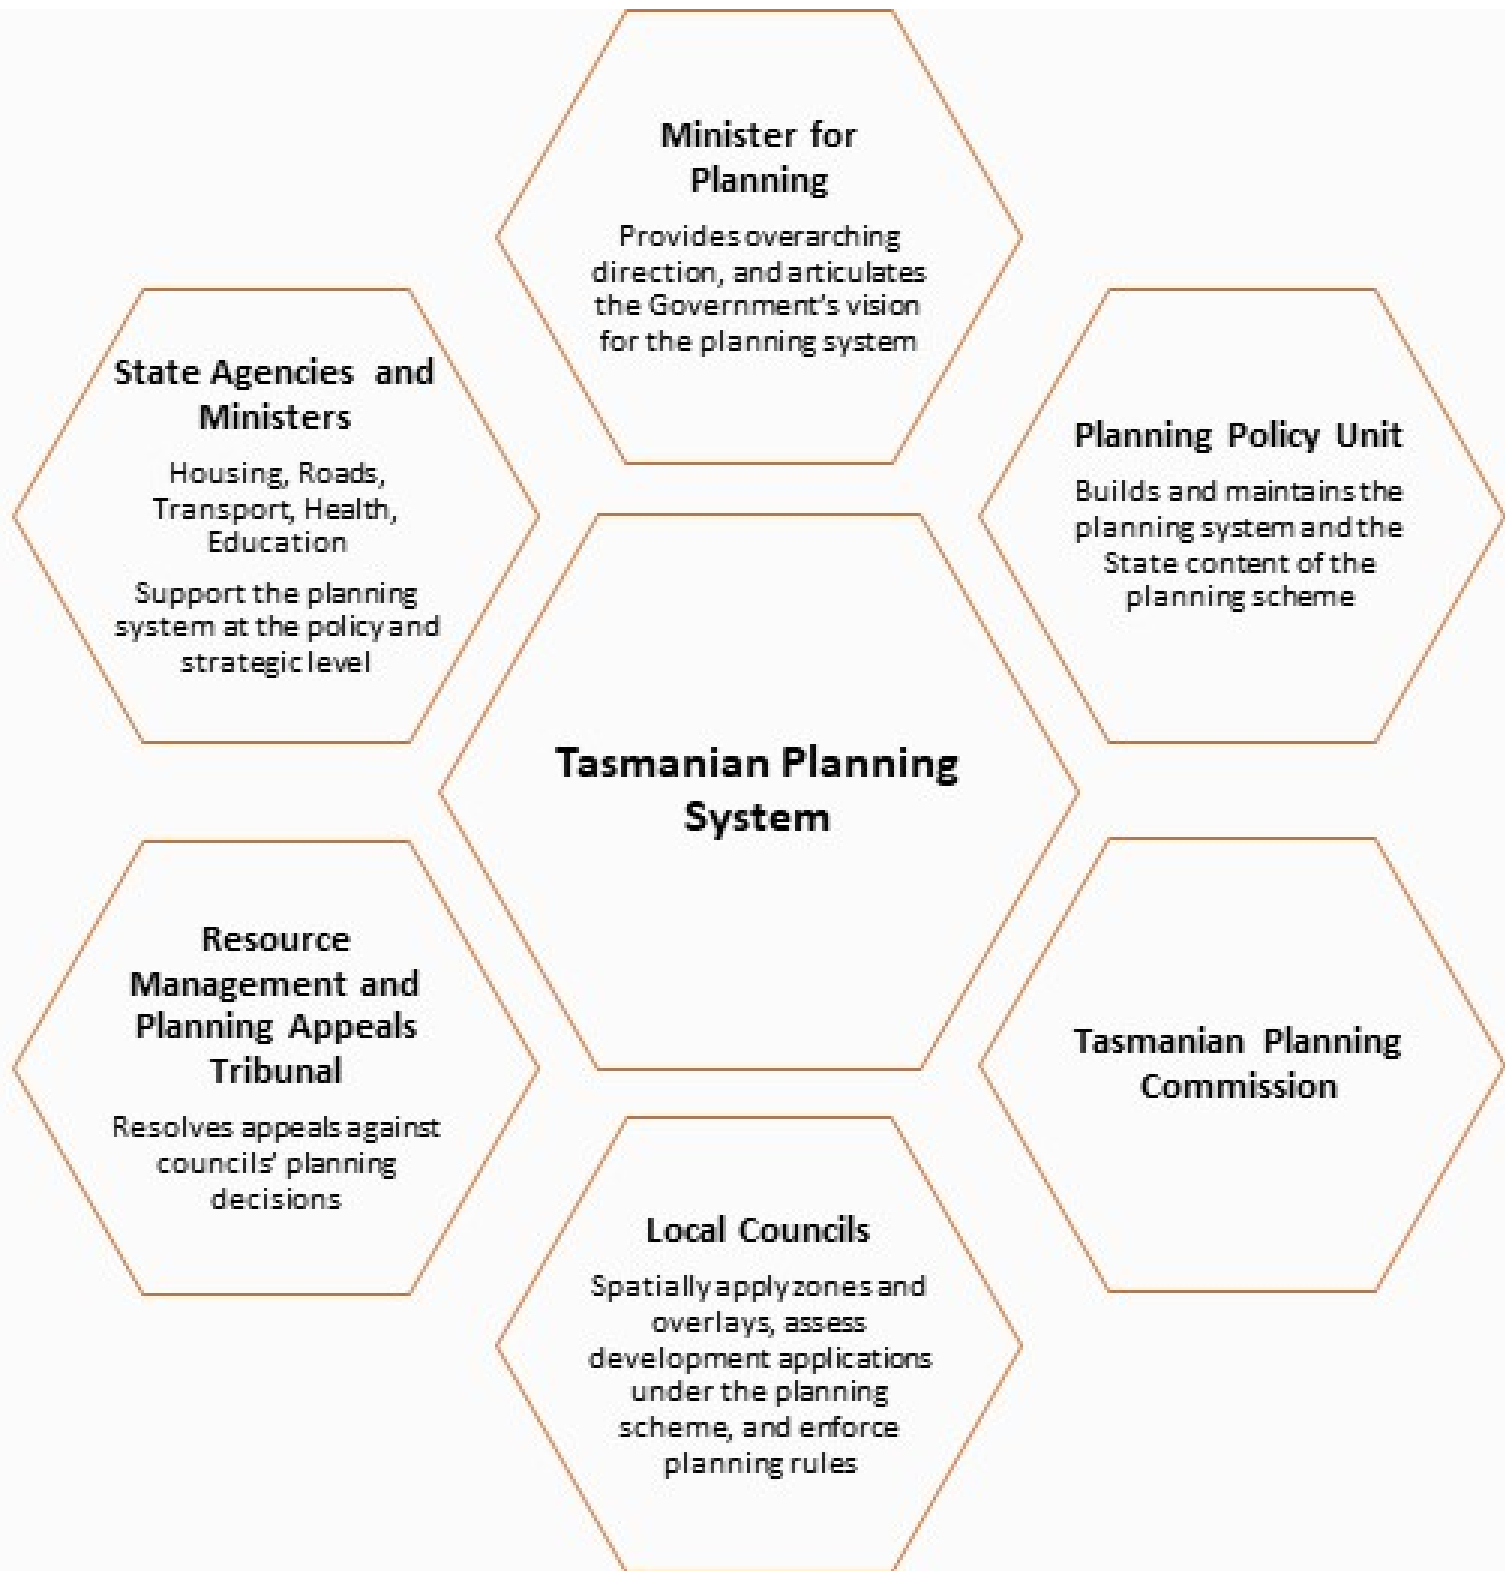 Minister for
Planning
Provides overarching
direction, and articulates
the Government's vision
for the planning system
State Agencies and
Ministers
Housing, Roads,
Transport, Health,
Education
Support the planning
system at the policy and
strategic level
Planning Policy Unit
Builds and maintains the
planning system and the
State content of the
planning scheme
Tasmanian Planning
System
Resource
Management and
Planning Appeals
Tribunal
Resolves appeals against
councils' planning
decisions
Tasmanian Planning
Commission
Local Councils
Spatially apply zones and
overlays, assess
development applications
under the planning
scheme, and enforce
planning rules